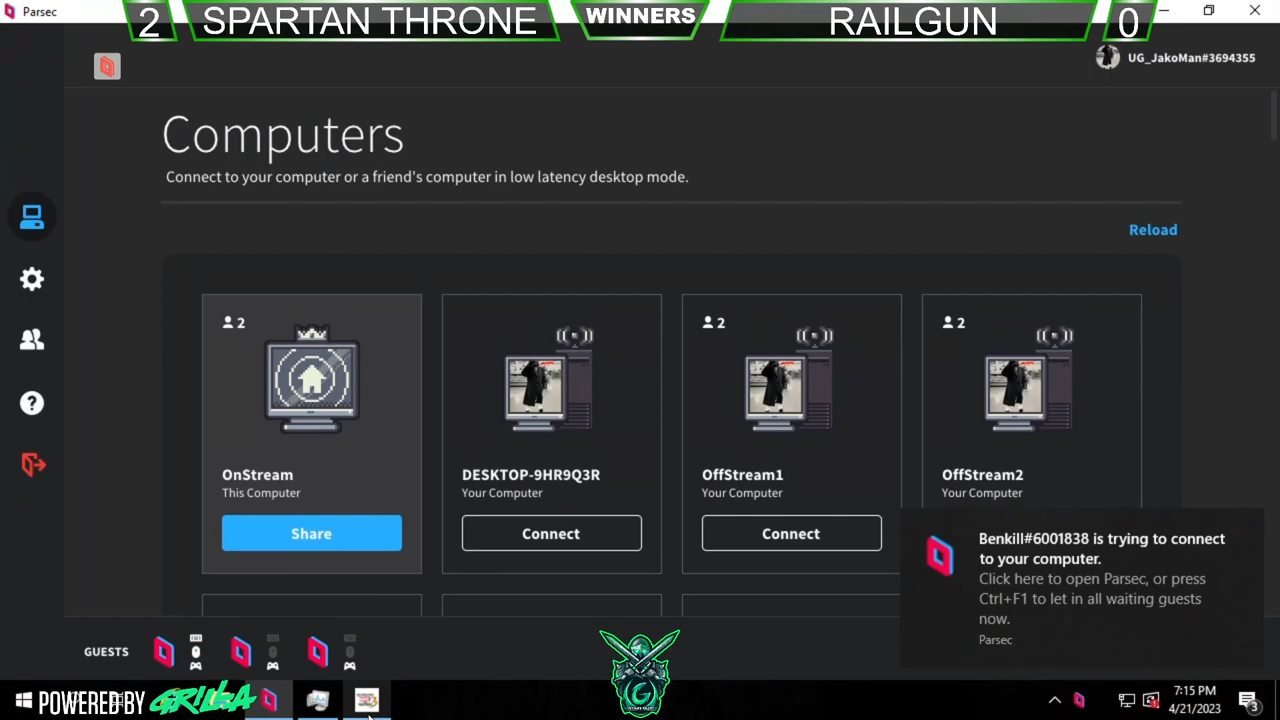 Parsec
2 SPARTAN THRONE WINNERS RAILGUN 0
UG_JakoMan#3694355
Computers
Connect to your computer or a friend's computer in low latency desktop mode.
Reload
2 2 2
OnStream DESKTOP-9HR9Q3R OffStream1 OffStream2
This Computer Your Computer Your Computer Your Computer
Share Connect Connect
Benkill#6001838 is trying to connect
to your computer.
Click here to open Parsec, or press
Ctrl+F1 to let in all waiting guests
now.
Parsec
GUESTS
POWERED BY GRILLA
7:15 PM
4/21/2023
3